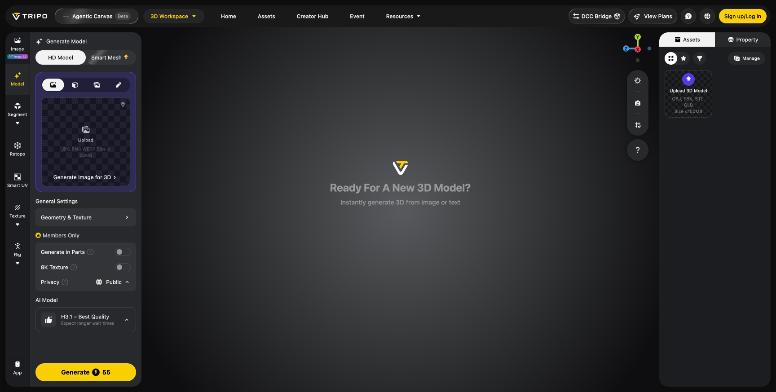 TRIPO
Agentic Canvas Beta
3D Workspace
Home
Assets
Creator Hub
Event
Resources
DCC Bridge
View Plans
Sign up/Log in
Image
Model
Segment
Retopo
Smart UV
Texture
Rig
App
Generate Model
HD Model
Smart Mesh
Upload
Generate Image for 3D
General Settings
Geometry & Texture
Members Only
Generate in Parts
8K Texture
Privacy
Public
AI Model
H3.1 - Best Quality
Expect longer wait times
Generate 55
Ready For A New 3D Model?
Instantly generate 3D from image or text
Assets
Property
Manage
Upload 3D Model